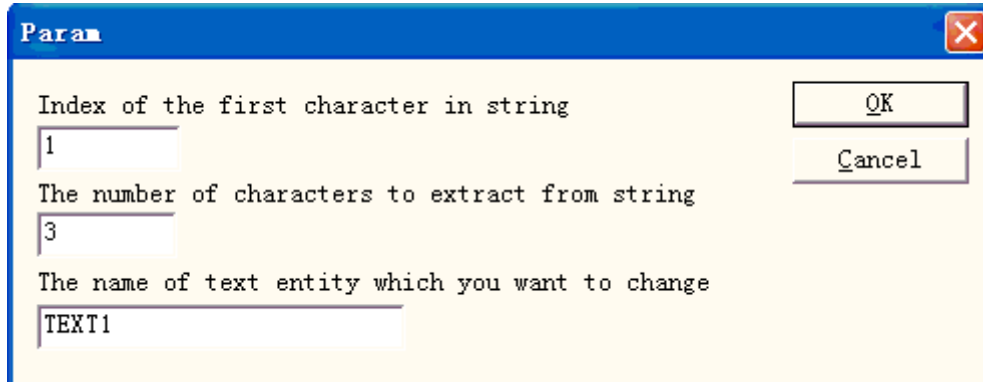 Param
Index of the first character in string
OK
1
Cancel
The number of characters to extract from string
3
The name of text entity which you want to change
TEXT1